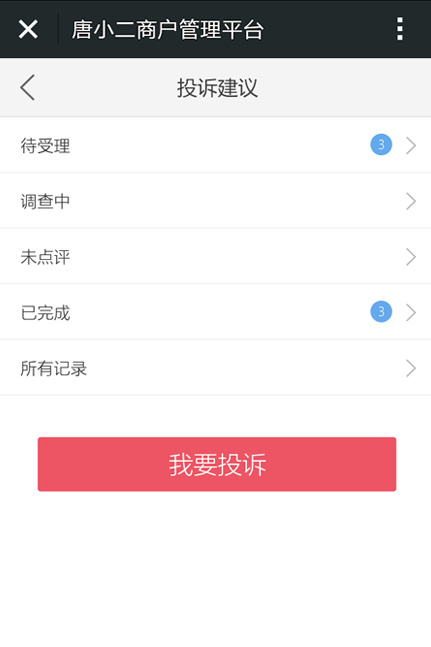 唐小二商户管理平台
投诉建议
待受理 3
调查中
未点评
已完成 3
所有记录
我要投诉